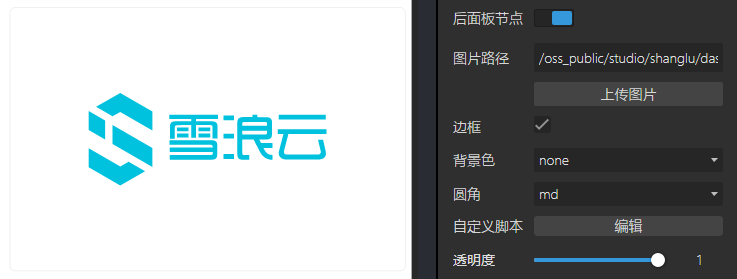 雪浪云
后面板节点
图片路径 /oss_public/studio/shanglu/das
上传图片
边框
背景色 none
圆角 md
自定义脚本 编辑
透明度 1